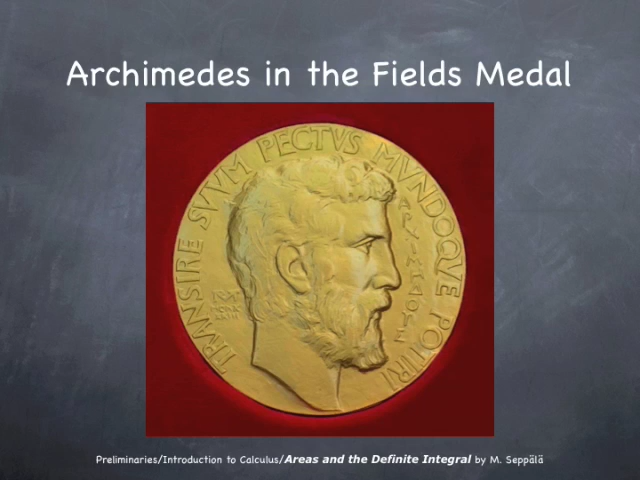 Archimedes in the Fields Medal
TRANSIRE SVVM PECTVS MVNDOQVE POTIRI
Preliminaries/Introduction to Calculus/Areas and the Definite Integral by M. Seppälä